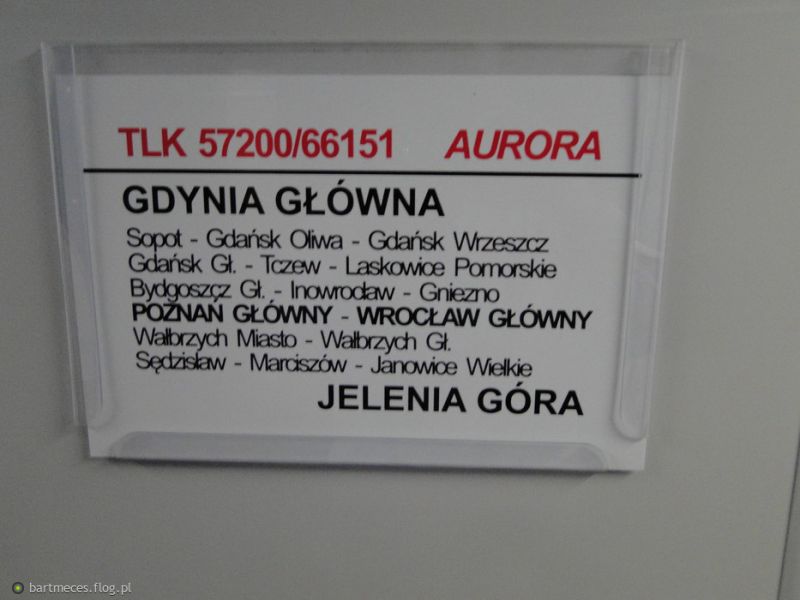 TLK 57200/66151 AURORA
GDYNIA GŁÓWNA
Sopot - Gdańsk Oliwa - Gdańsk Wrzeszcz
Gdańsk Gł. - Tczew - Laskowice Pomorskie
Bydgoszcz Gł. - Inowrocław - Gniezno
POZNAŃ GŁÓWNY - WROCŁAW GŁÓWNY
Wałbrzych Miasto - Wałbrzych Gł.
Sędzisław - Marciszów - Janowice Wielkie
JELENIA GÓRA
bartmeces.flog.pl